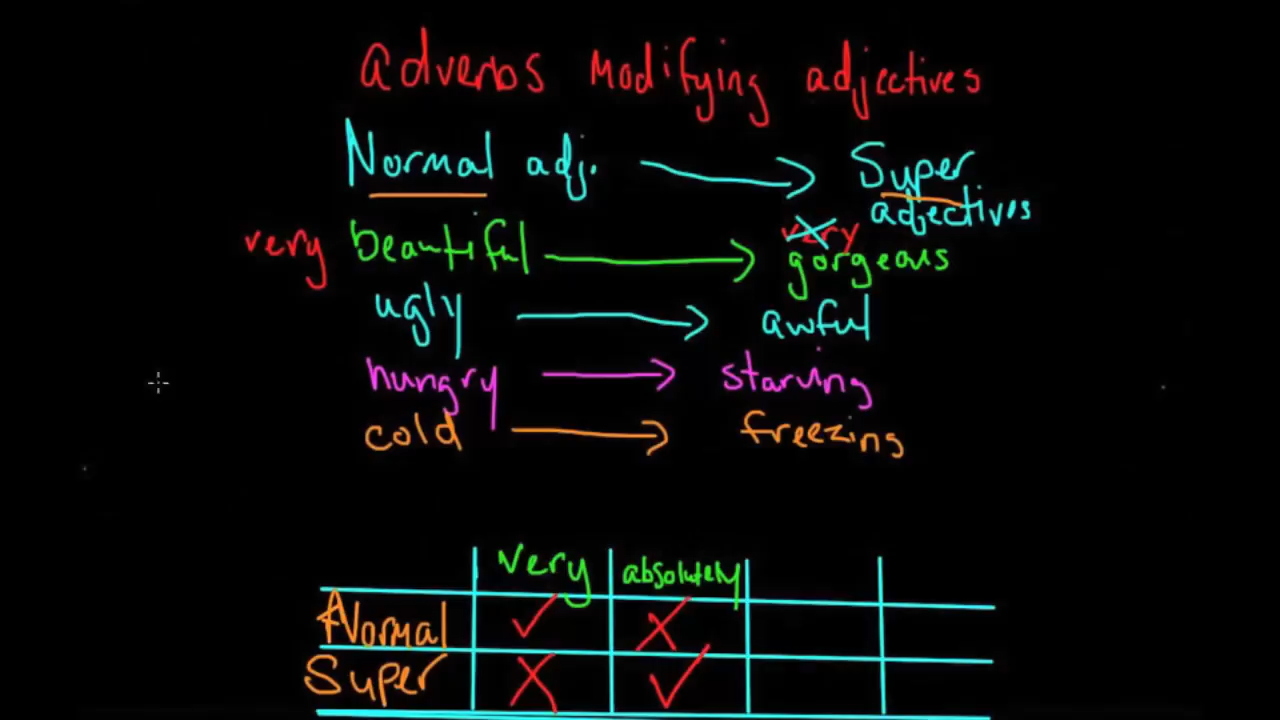 adverbs modifying adjectives
Normal adj. Super
adjectives
very beautiful very gorgeous
ugly awful
hungry starving
cold freezing
very absolutely
Normal
Super